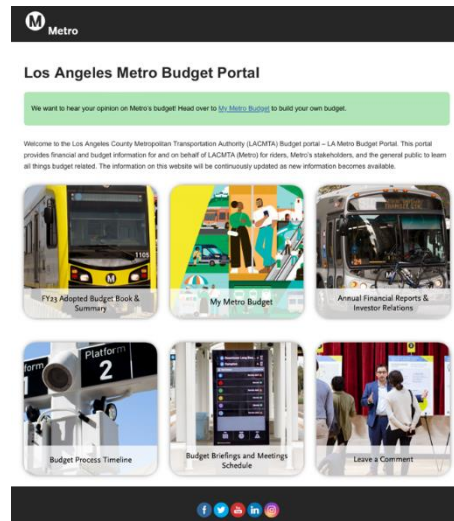 M
Metro
Los Angeles Metro Budget Portal
We want to hear your opinion on Metro's budget! Head over to My Metro Budget to build your own budget.
Welcome to the Los Angeles County Metropolitan Transportation Authority (LACMTA) Budget portal – LA Metro Budget Portal. This portal
provides financial and budget information for and on behalf of LACMTA (Metro) for riders, Metro's stakeholders, and the general public to learn
all things budget related. The information on this website will be continuously updated as new information becomes available.
1105
M
FY23 Adopted Budget Book &
Summary
My Metro Budget
Annual Financial Reports &
Investor Relations
Platform
2
Budget Process Timeline
Budget Briefings and Meetings
Schedule
Leave a Comment